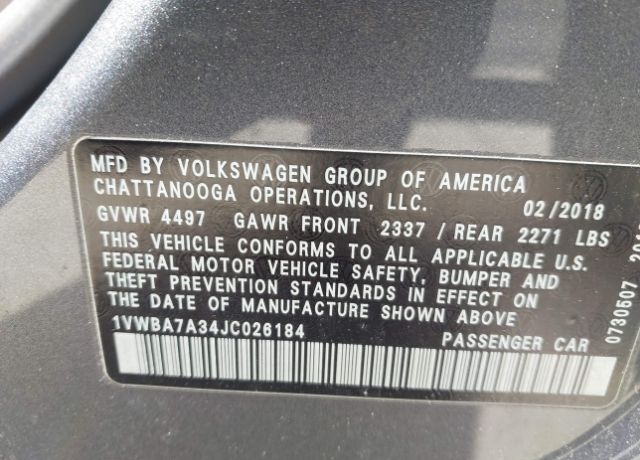 MFD BY VOLKSWAGEN GROUP OF AMERICA
CHATTANOOGA OPERATIONS, LLC. 02/2018
GVWR 4497 GAWR FRONT 2337 / REAR 2271 LBS
THIS VEHICLE CONFORMS TO ALL APPLICABLE U.S.
FEDERAL MOTOR VEHICLE SAFETY, BUMPER AND
THEFT PREVENTION STANDARDS IN EFFECT ON
THE DATE OF MANUFACTURE SHOWN ABOVE
1VWBA7A34JC026184 PASSENGER CAR
0730607